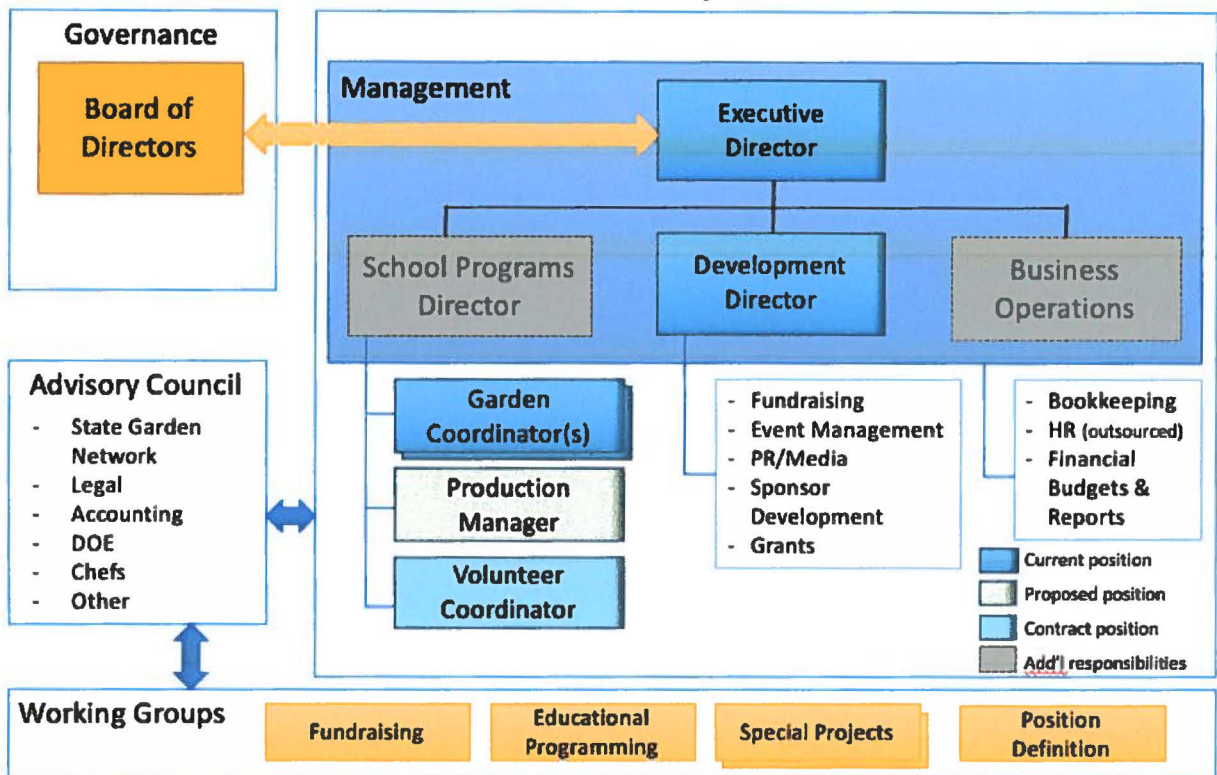 Governance
Board of
Directors
Management
Executive
Director
School Programs
Director
Development
Director
Business
Operations
Advisory Council
- State Garden
Network
- Legal
- Accounting
- DOE
- Chefs
- Other
Garden
Coordinator(s)
Production
Manager
Volunteer
Coordinator
- Fundraising
- Event Management
- PR/Media
- Sponsor
Development
- Grants
- Bookkeeping
- HR (outsourced)
- Financial
Budgets &
Reports
Current position
Proposed position
Contract position
Add'l responsibilities
Working Groups
Fundraising
Educational
Programming
Special Projects
Position
Definition